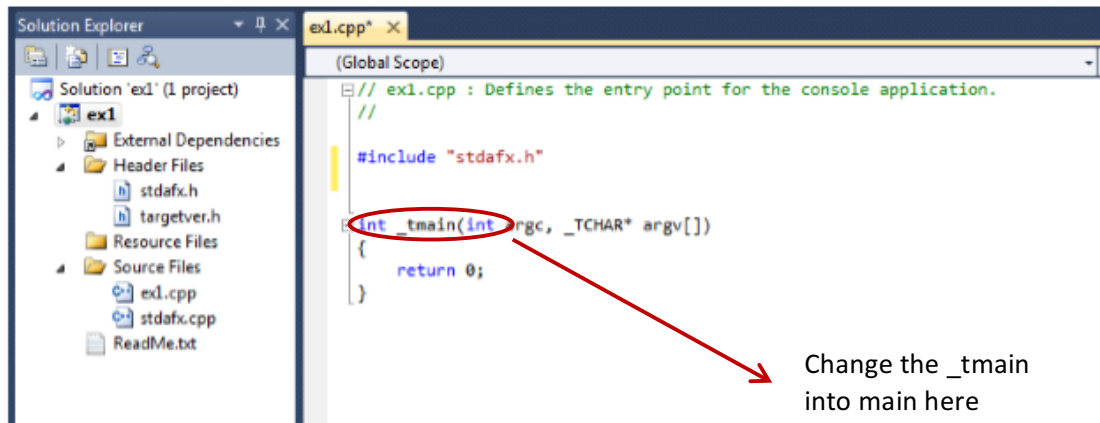 Solution Explorer
Solution 'ex1' (1 project)
ex1
External Dependencies
Header Files
stdafx.h
targetver.h
Resource Files
Source Files
ex1.cpp
stdafx.cpp
ReadMe.txt
ex1.cpp*
(Global Scope)
// ex1.cpp : Defines the entry point for the console application.
//
#include "stdafx.h"
int _tmain(int argc, _TCHAR* argv[])
{
return 0;
}
Change the _tmain
into main here